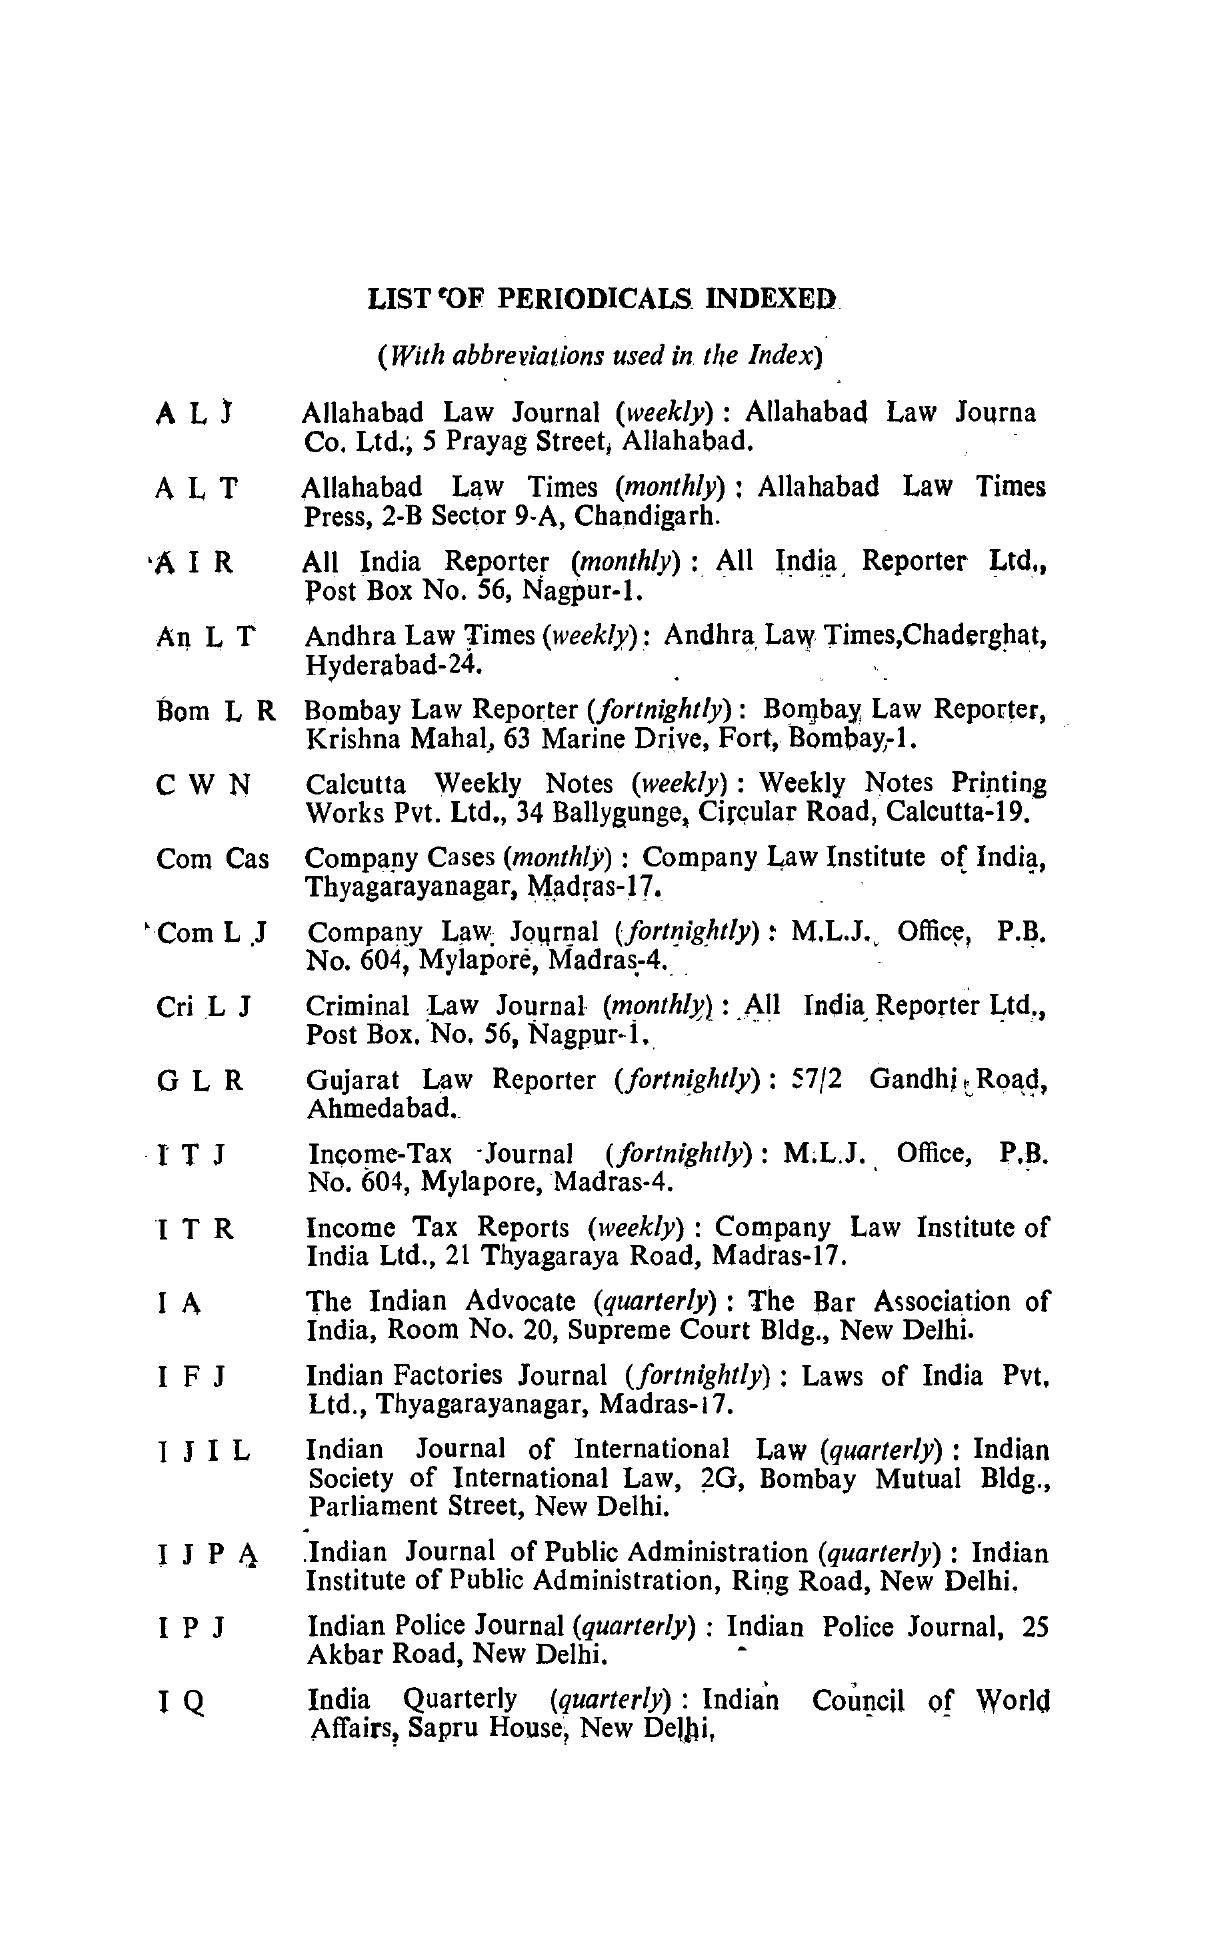 LIST OF PERIODICALS INDEXED
(With abbreviations used in the Index)
A L J Allahabad Law Journal (weekly) : Allahabad Law Journa
Co. Ltd., 5 Prayag Street, Allahabad.
A L T Allahabad Law Times (monthly) : Allahabad Law Times
Press, 2-B Sector 9-A, Chandigarh.
A I R All India Reporter (monthly) : All India Reporter Ltd.,
Post Box No. 56, Nagpur-1.
An L T Andhra Law Times (weekly) : Andhra Law Times,Chaderghat,
Hyderabad-24.
Bom L R Bombay Law Reporter (fortnightly) : Bombay Law Reporter,
Krishna Mahal, 63 Marine Drive, Fort, Bombay-1.
C W N Calcutta Weekly Notes (weekly) : Weekly Notes Printing
Works Pvt. Ltd., 34 Ballygunge, Circular Road, Calcutta-19.
Com Cas Company Cases (monthly) : Company Law Institute of India,
Thyagarayanagar, Madras-17.
Com L J Company Law Journal (fortnightly) : M.L.J. Office, P.B.
No. 604, Mylapore, Madras-4.
Cri L J Criminal Law Journal (monthly) : All India Reporter Ltd.,
Post Box. No. 56, Nagpur-1.
G L R Gujarat Law Reporter (fortnightly) : 57/2 Gandhi Road,
Ahmedabad.
I T J Income-Tax Journal (fortnightly) : M.L.J. Office, P.B.
No. 604, Mylapore, Madras-4.
I T R Income Tax Reports (weekly) : Company Law Institute of
India Ltd., 21 Thyagaraya Road, Madras-17.
I A The Indian Advocate (quarterly) : The Bar Association of
India, Room No. 20, Supreme Court Bldg., New Delhi.
I F J Indian Factories Journal (fortnightly) : Laws of India Pvt.
Ltd., Thyagarayanagar, Madras-17.
I J I L Indian Journal of International Law (quarterly) : Indian
Society of International Law, 2G, Bombay Mutual Bldg.,
Parliament Street, New Delhi.
I J P A Indian Journal of Public Administration (quarterly) : Indian
Institute of Public Administration, Ring Road, New Delhi.
I P J Indian Police Journal (quarterly) : Indian Police Journal, 25
Akbar Road, New Delhi.
I Q India Quarterly (quarterly) : Indian Council of World
Affairs, Sapru House, New Delhi,